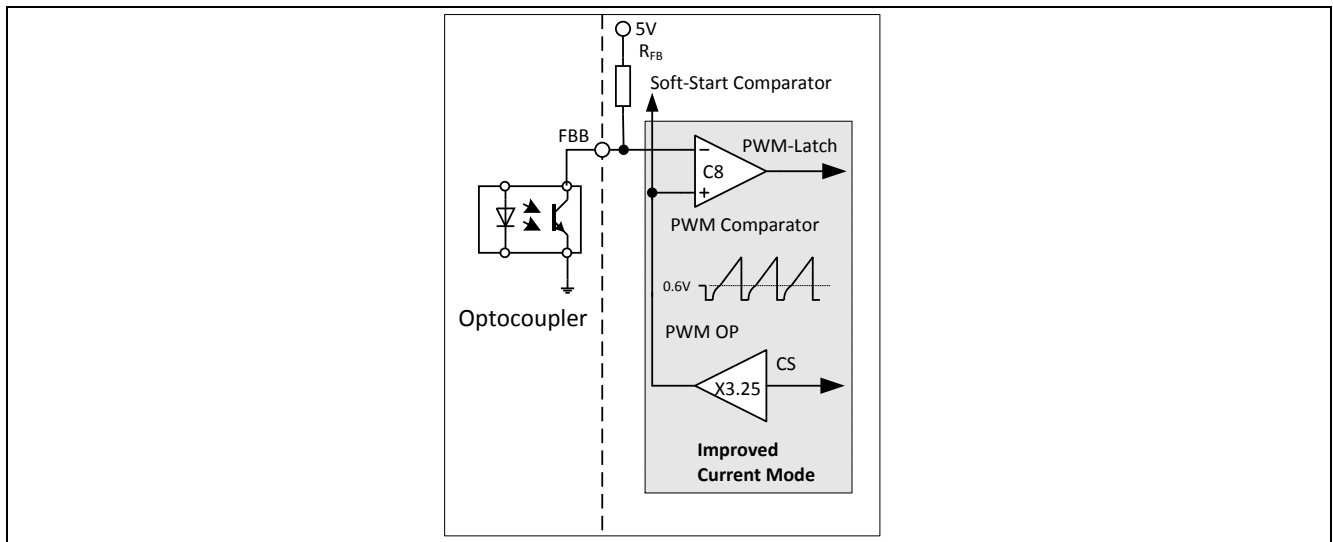 5V
RFB
Soft-Start Comparator
FBB
PWM-Latch
C8
PWM Comparator
0.6V
Optocoupler
PWM OP
CS
X3.25
Improved
Current Mode